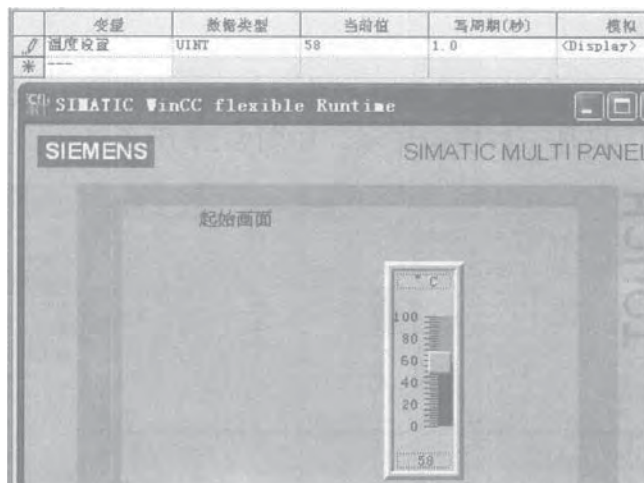 变量 数据类型 当前值 写周期(秒) 模拟
温度设置 UINT 58 1.0 <Display>
* ---
SIMATIC WinCC flexible Runtime
SIEMENS SIMATIC MULTI PANEL
起始画面
TOUCH
° C
100
80
60
40
20
0
58